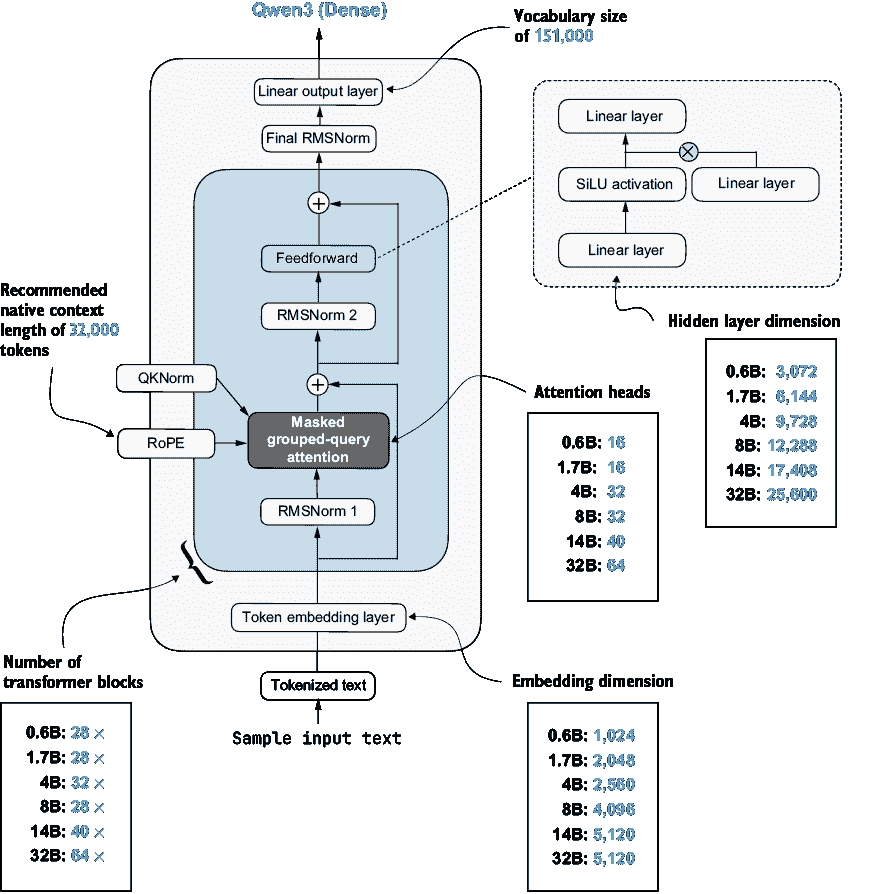 Qwen3 (Dense)
Vocabulary size
of 151,000
Linear output layer
Final RMSNorm
Linear layer
SiLU activation
Linear layer
Linear layer
Feedforward
RMSNorm 2
Recommended
native context
length of 32,000
tokens
QKNorm
RoPE
Masked
grouped-query
attention
RMSNorm 1
Token embedding layer
Tokenized text
Sample input text
Hidden layer dimension
0.6B: 3,072
1.7B: 6,144
4B: 9,728
8B: 12,288
14B: 17,408
32B: 25,600
Attention heads
0.6B: 16
1.7B: 16
4B: 32
8B: 32
14B: 40
32B: 64
Number of
transformer blocks
0.6B: 28 ×
1.7B: 28 ×
4B: 32 ×
8B: 28 ×
14B: 40 ×
32B: 64 ×
Embedding dimension
0.6B: 1,024
1.7B: 2,048
4B: 2,560
8B: 4,096
14B: 5,120
32B: 5,120